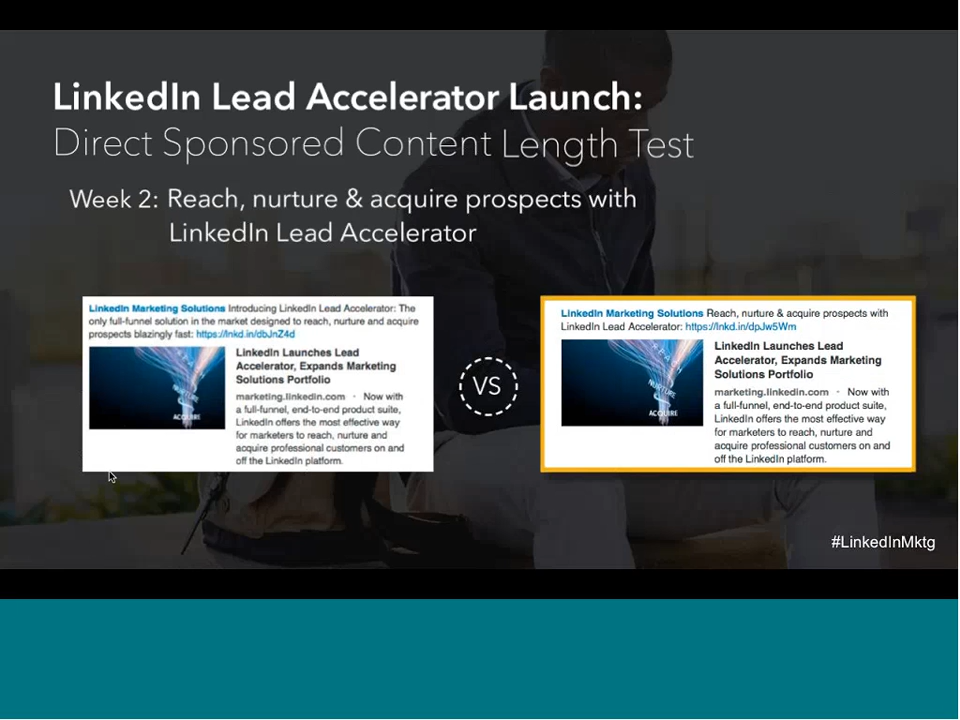 LinkedIn Lead Accelerator Launch:
Direct Sponsored Content Length Test
Week 2: Reach, nurture & acquire prospects with
LinkedIn Lead Accelerator
LinkedIn Marketing Solutions Introducing LinkedIn Lead Accelerator: The
only full-funnel solution in the market designed to reach, nurture and acquire
prospects blazingly fast: https://lnkd.in/dbJnZ4d
NURTURE
ACQUIRE
LinkedIn Launches Lead
Accelerator, Expands Marketing
Solutions Portfolio
marketing.linkedin.com · Now with
a full-funnel, end-to-end product suite,
LinkedIn offers the most effective way
for marketers to reach, nurture and
acquire professional customers on and
off the LinkedIn platform.
VS
LinkedIn Marketing Solutions Reach, nurture & acquire prospects with
LinkedIn Lead Accelerator: https://lnkd.in/dpJw5Wm
REACH
NURTURE
ACQUIRE
LinkedIn Launches Lead
Accelerator, Expands Marketing
Solutions Portfolio
marketing.linkedin.com · Now with
a full-funnel, end-to-end product suite,
LinkedIn offers the most effective way
for marketers to reach, nurture and
acquire professional customers on and
off the LinkedIn platform.
#LinkedInMktg